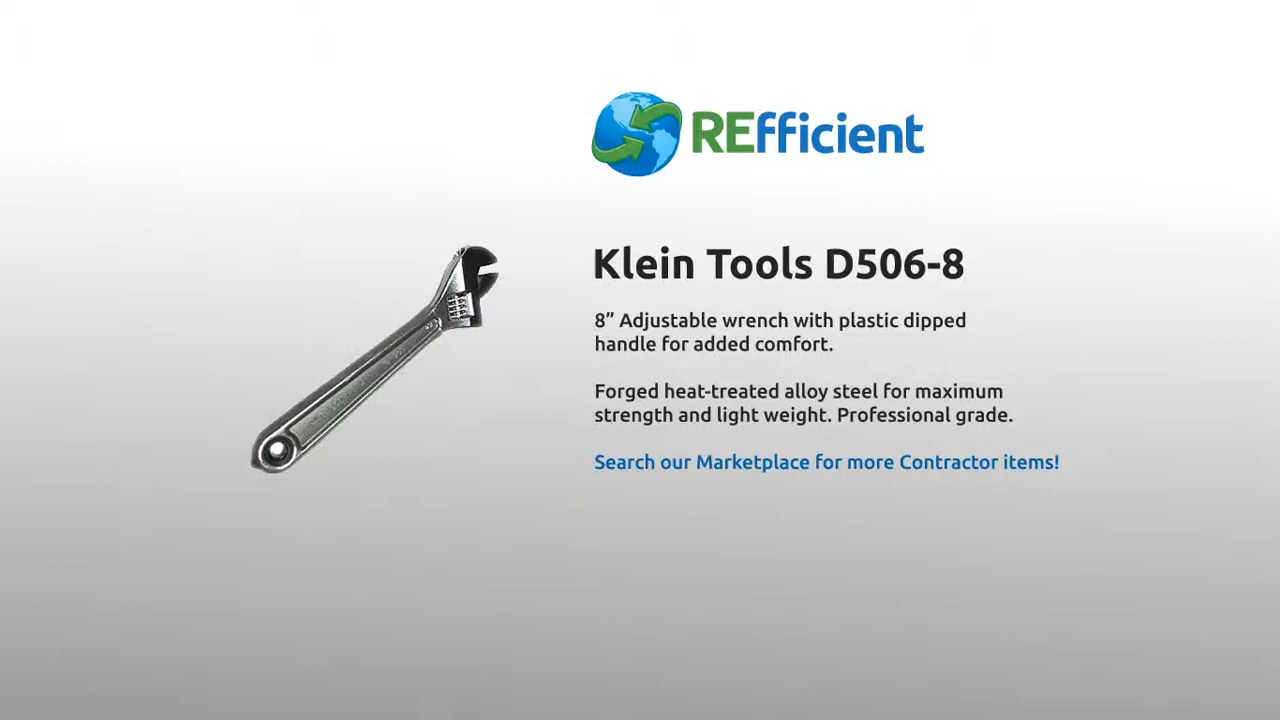 REfficient
Klein Tools D506-8
8” Adjustable wrench with plastic dipped
handle for added comfort.
Forged heat-treated alloy steel for maximum
strength and light weight. Professional grade.
Search our Marketplace for more Contractor items!